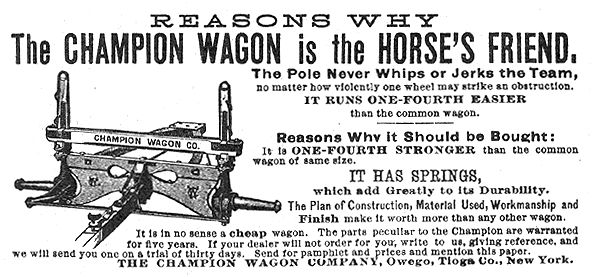 REASONS WHY
The CHAMPION WAGON is the HORSE'S FRIEND.
The Pole Never Whips or Jerks the Team,
no matter how violently one wheel may strike an obstruction.
IT RUNS ONE-FOURTH EASIER
than the common wagon.
CHAMPION WAGON CO.
Reasons Why it Should be Bought:
It is ONE-FOURTH STRONGER than the common
wagon of same size.
IT HAS SPRINGS,
which add Greatly to its Durability.
The Plan of Construction, Material Used, Workmanship and
Finish make it worth more than any other wagon.
It is in no sense a cheap wagon. The parts peculiar to the Champion are warranted
for five years. If your dealer will not order for you, write to us, giving reference, and
we will send you one on a trial of thirty days. Send for pamphlet and prices and mention this paper.
THE CHAMPION WAGON COMPANY, Owego, Tioga Co., New York.